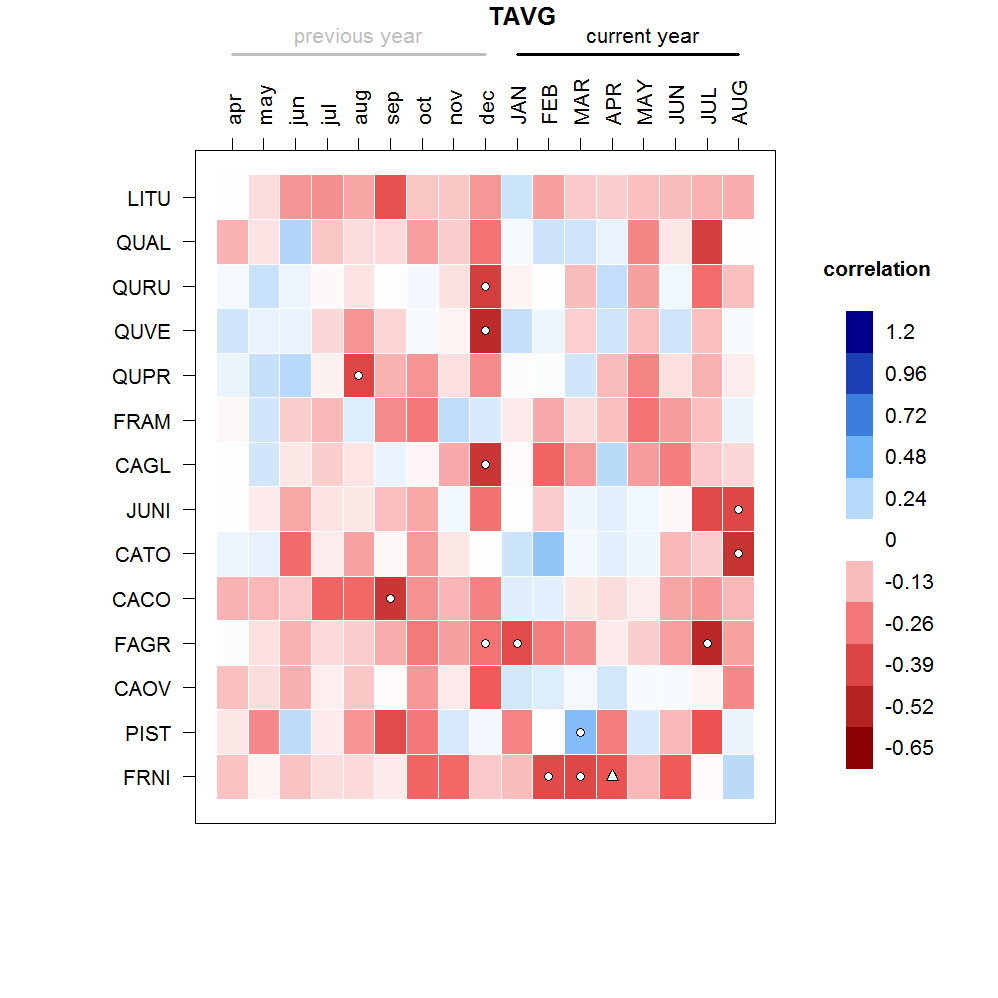 TAVG
previous year current year
apr may jun jul aug sep oct nov dec JAN FEB MAR APR MAY JUN JUL AUG
LITU
QUAL
QURU
QUVE
QUPR
FRAM
CAGL
JUNI
CATO
CACO
FAGR
CAOV
PIST
FRNI
correlation
1.2
0.96
0.72
0.48
0.24
0
-0.13
-0.26
-0.39
-0.52
-0.65